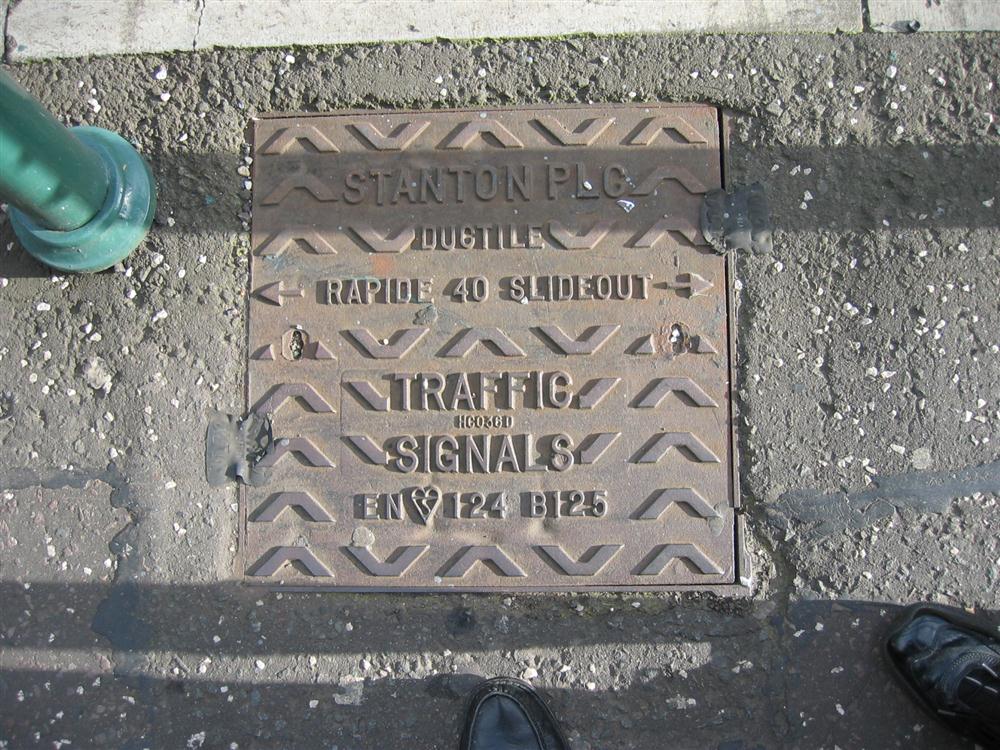 STANTON PLC
DUCTILE
RAPIDE 40 SLIDEOUT
TRAFFIC
HC036D
SIGNALS
EN 124 B125